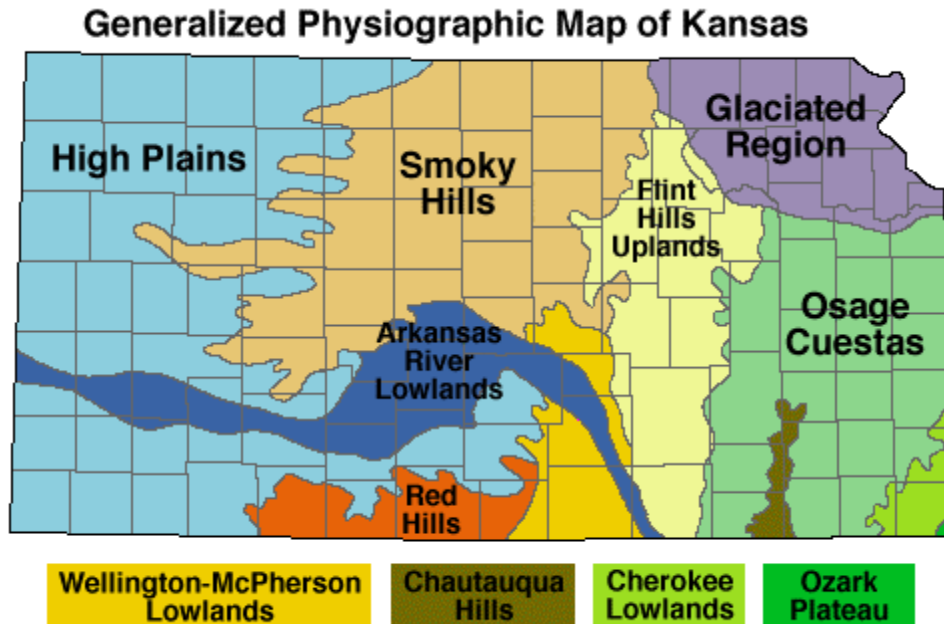 Generalized Physiographic Map of Kansas
High Plains
Smoky
Hills
Glaciated
Region
Flint
Hills
Uplands
Osage
Cuestas
Arkansas
River
Lowlands
Red
Hills
Wellington-McPherson
Lowlands
Chautauqua
Hills
Cherokee
Lowlands
Ozark
Plateau